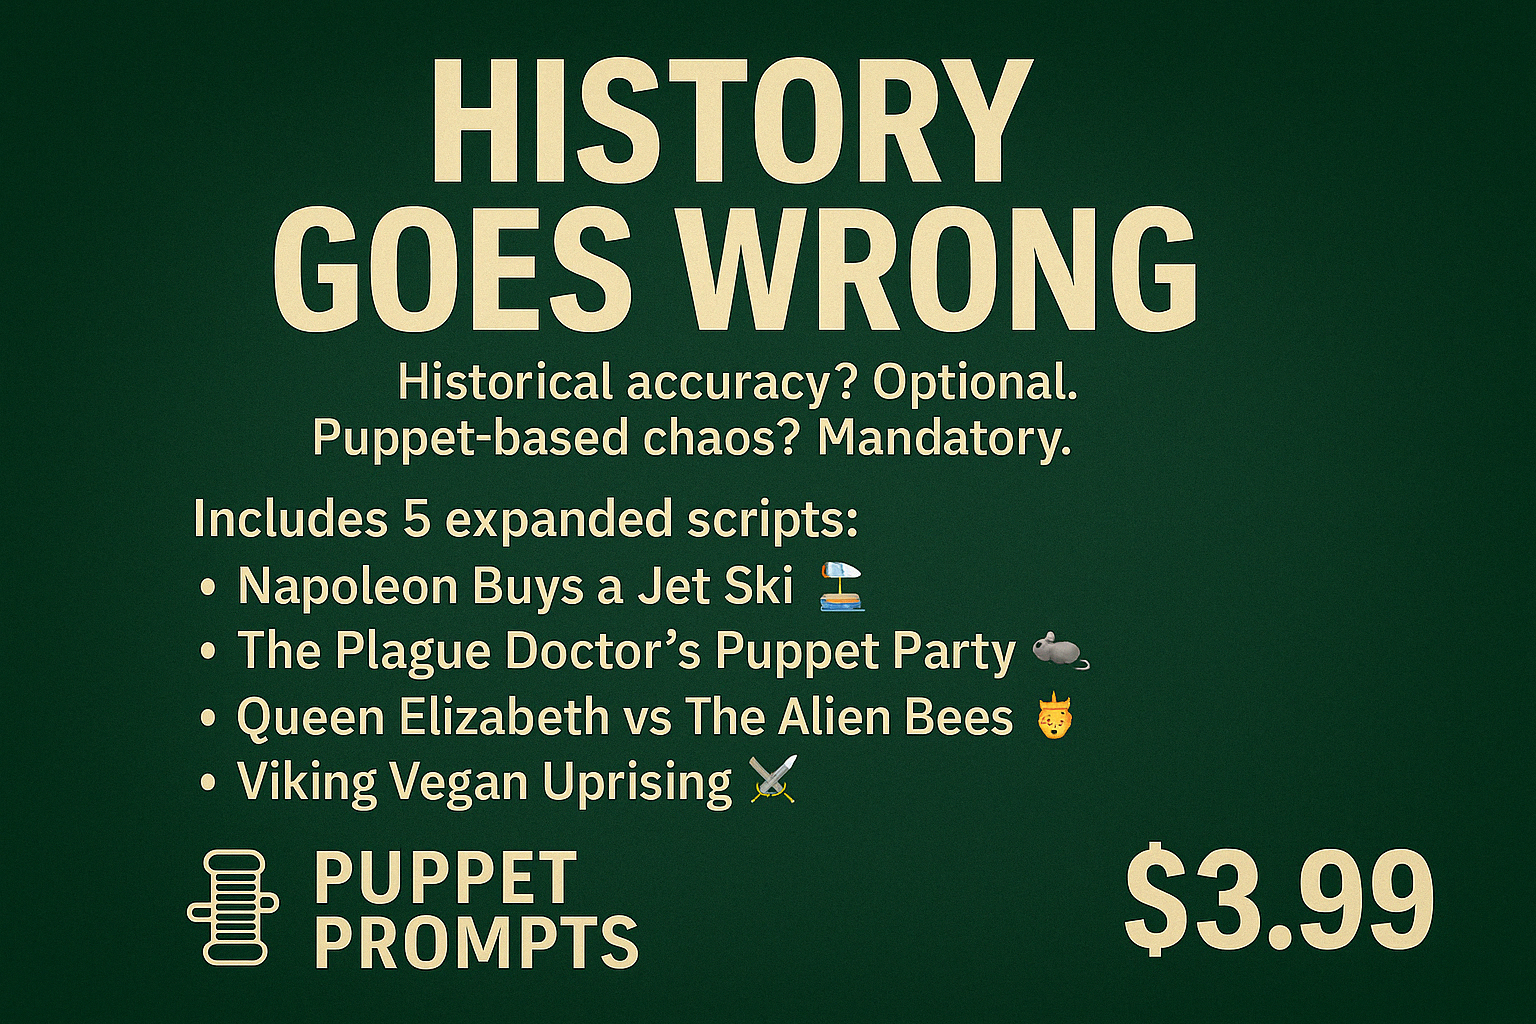 HISTORY
GOES WRONG
Historical accuracy? Optional.
Puppet-based chaos? Mandatory.
Includes 5 expanded scripts:
• Napoleon Buys a Jet Ski
• The Plague Doctor’s Puppet Party
• Queen Elizabeth vs The Alien Bees
• Viking Vegan Uprising
PUPPET
PROMPTS
$3.99